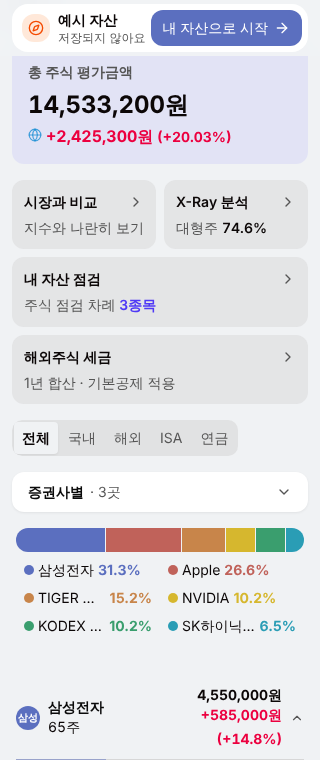 예시 자산
저장되지 않아요
내 자산으로 시작 →
총 주식 평가금액
14,533,200원
+2,425,300원 (+20.03%)
시장과 비교
지수와 나란히 보기
X-Ray 분석
대형주 74.6%
내 자산 점검
주식 점검 차례 3종목
해외주식 세금
1년 합산 · 기본공제 적용
전체 국내 해외 ISA 연금
증권사별 · 3곳
삼성전자 31.3% Apple 26.6%
TIGER ... 15.2% NVIDIA 10.2%
KODEX ... 10.2% SK하이닉... 6.5%
삼성
삼성전자
65주
4,550,000원
+585,000원
(+14.8%)